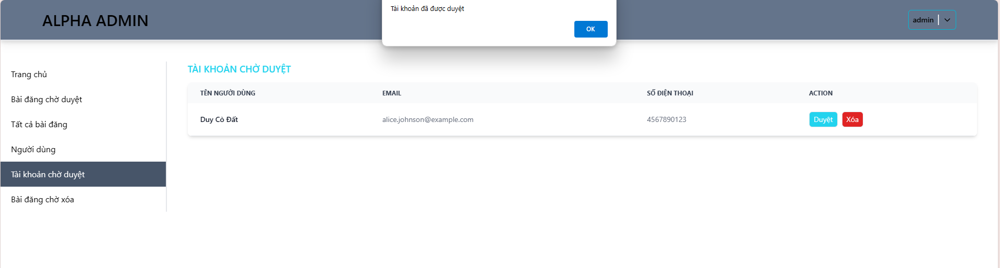 Tài khoản đã được duyệt
OK
ALPHA ADMIN
admin
Trang chủ
Bài đăng chờ duyệt
Tất cả bài đăng
Người dùng
Tài khoản chờ duyệt
Bài đăng chờ xóa
TÀI KHOẢN CHỜ DUYỆT
TÊN NGƯỜI DÙNG EMAIL SỐ ĐIỆN THOẠI ACTION
Duy Cò Đất alice.johnson@example.com 4567890123 Duyệt Xóa